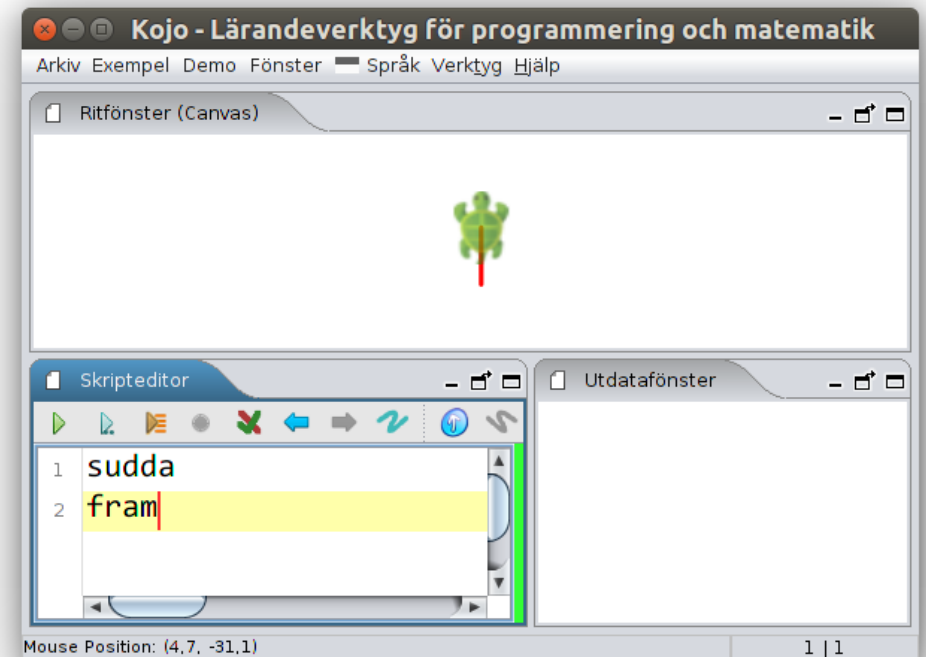 Kojo - Lärandeverktyg för programmering och matematik
Arkiv Exempel Demo Fönster Språk Verktyg Hjälp
Ritfönster (Canvas)
Skripteditor
Utdatafönster
1 sudda
2 fram
Mouse Position: (4,7, -31,1)
1 | 1